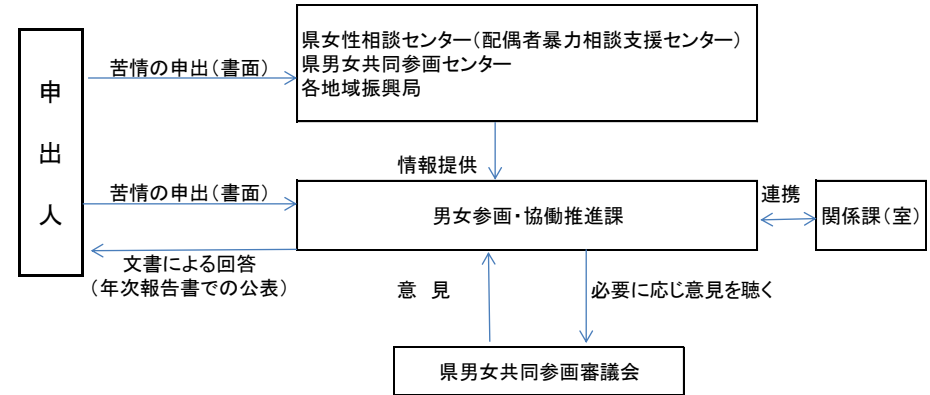 申出人
苦情の申出（書面）
県女性相談センター（配偶者暴力相談支援センター）
県男女共同参画センター
各地域振興局
情報提供
苦情の申出（書面）
男女参画・協働推進課
連携
関係課（室）
文書による回答
（年次報告書での公表）
意 見
必要に応じ意見を聴く
県男女共同参画審議会